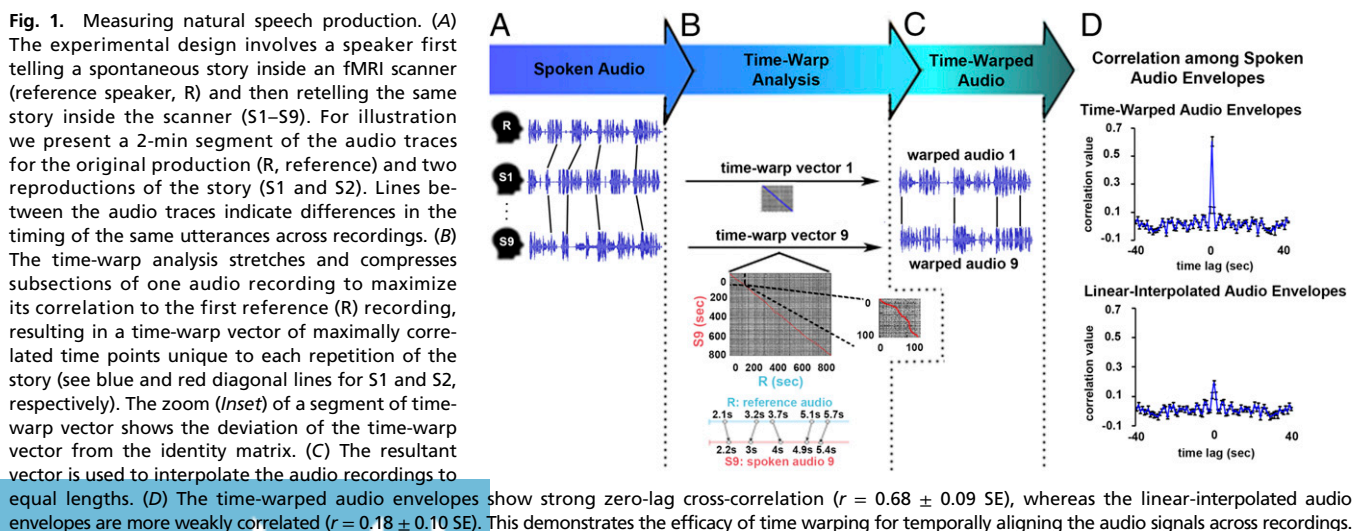 Fig. 1. Measuring natural speech production. (A)
The experimental design involves a speaker first
telling a spontaneous story inside an fMRI scanner
(reference speaker, R) and then retelling the same
story inside the scanner (S1–S9). For illustration
we present a 2-min segment of the audio traces
for the original production (R, reference) and two
reproductions of the story (S1 and S2). Lines be-
tween the audio traces indicate differences in the
timing of the same utterances across recordings. (B)
The time-warp analysis stretches and compresses
subsections of one audio recording to maximize
its correlation to the first reference (R) recording,
resulting in a time-warp vector of maximally corre-
lated time points unique to each repetition of the
story (see blue and red diagonal lines for S1 and S2,
respectively). The zoom (Inset) of a segment of time-
warp vector shows the deviation of the time-warp
vector from the identity matrix. (C) The resultant
vector is used to interpolate the audio recordings to
equal lengths. (D) The time-warped audio envelopes show strong zero-lag cross-correlation (r = 0.68 ± 0.09 SE), whereas the linear-interpolated audio
envelopes are more weakly correlated (r = 0.18 ± 0.10 SE). This demonstrates the efficacy of time warping for temporally aligning the audio signals across recordings.
A
Spoken Audio
R
S1
S9
B
Time-Warp
Analysis
time-warp vector 1
time-warp vector 9
0
200
400
600
800
S9 (sec)
0 200 400 600 800
R (sec)
0
100
0 100
R: reference audio
2.1s 3.2s 3.7s 5.1s 5.7s
2.2s 3s 4s 4.9s 5.4s
S9: spoken audio 9
C
Time-Warped
Audio
warped audio 1
warped audio 9
D
Correlation among Spoken
Audio Envelopes
Time-Warped Audio Envelopes
0.7
0.5
0.3
0.1
-0.1
correlation value
-40 0 40
time lag (sec)
Linear-Interpolated Audio Envelopes
0.7
0.5
0.3
0.1
-0.1
correlation value
-40 0 40
time lag (sec)